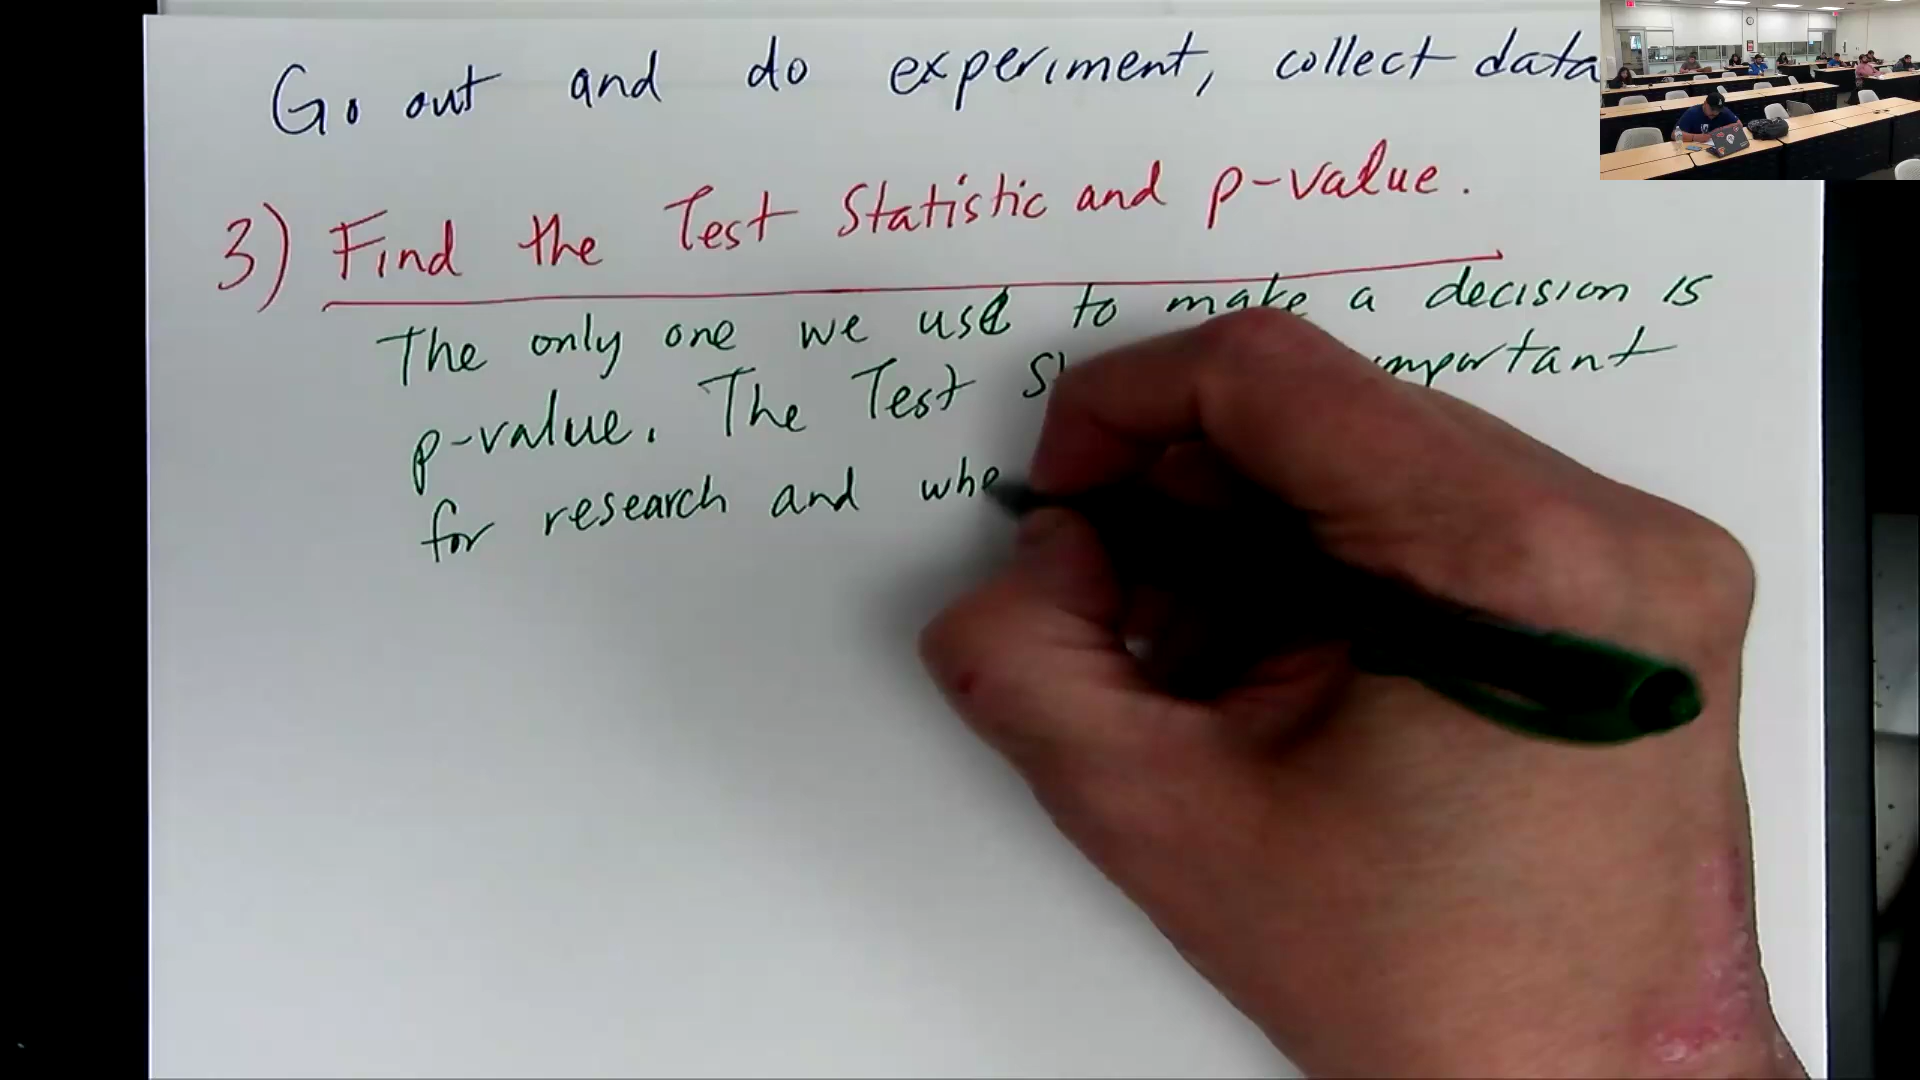 Go out and do experiment, collect data
3) Find the Test Statistic and p-value.
The only one we use to make a decision is
p-value. The Test important
for research and whe